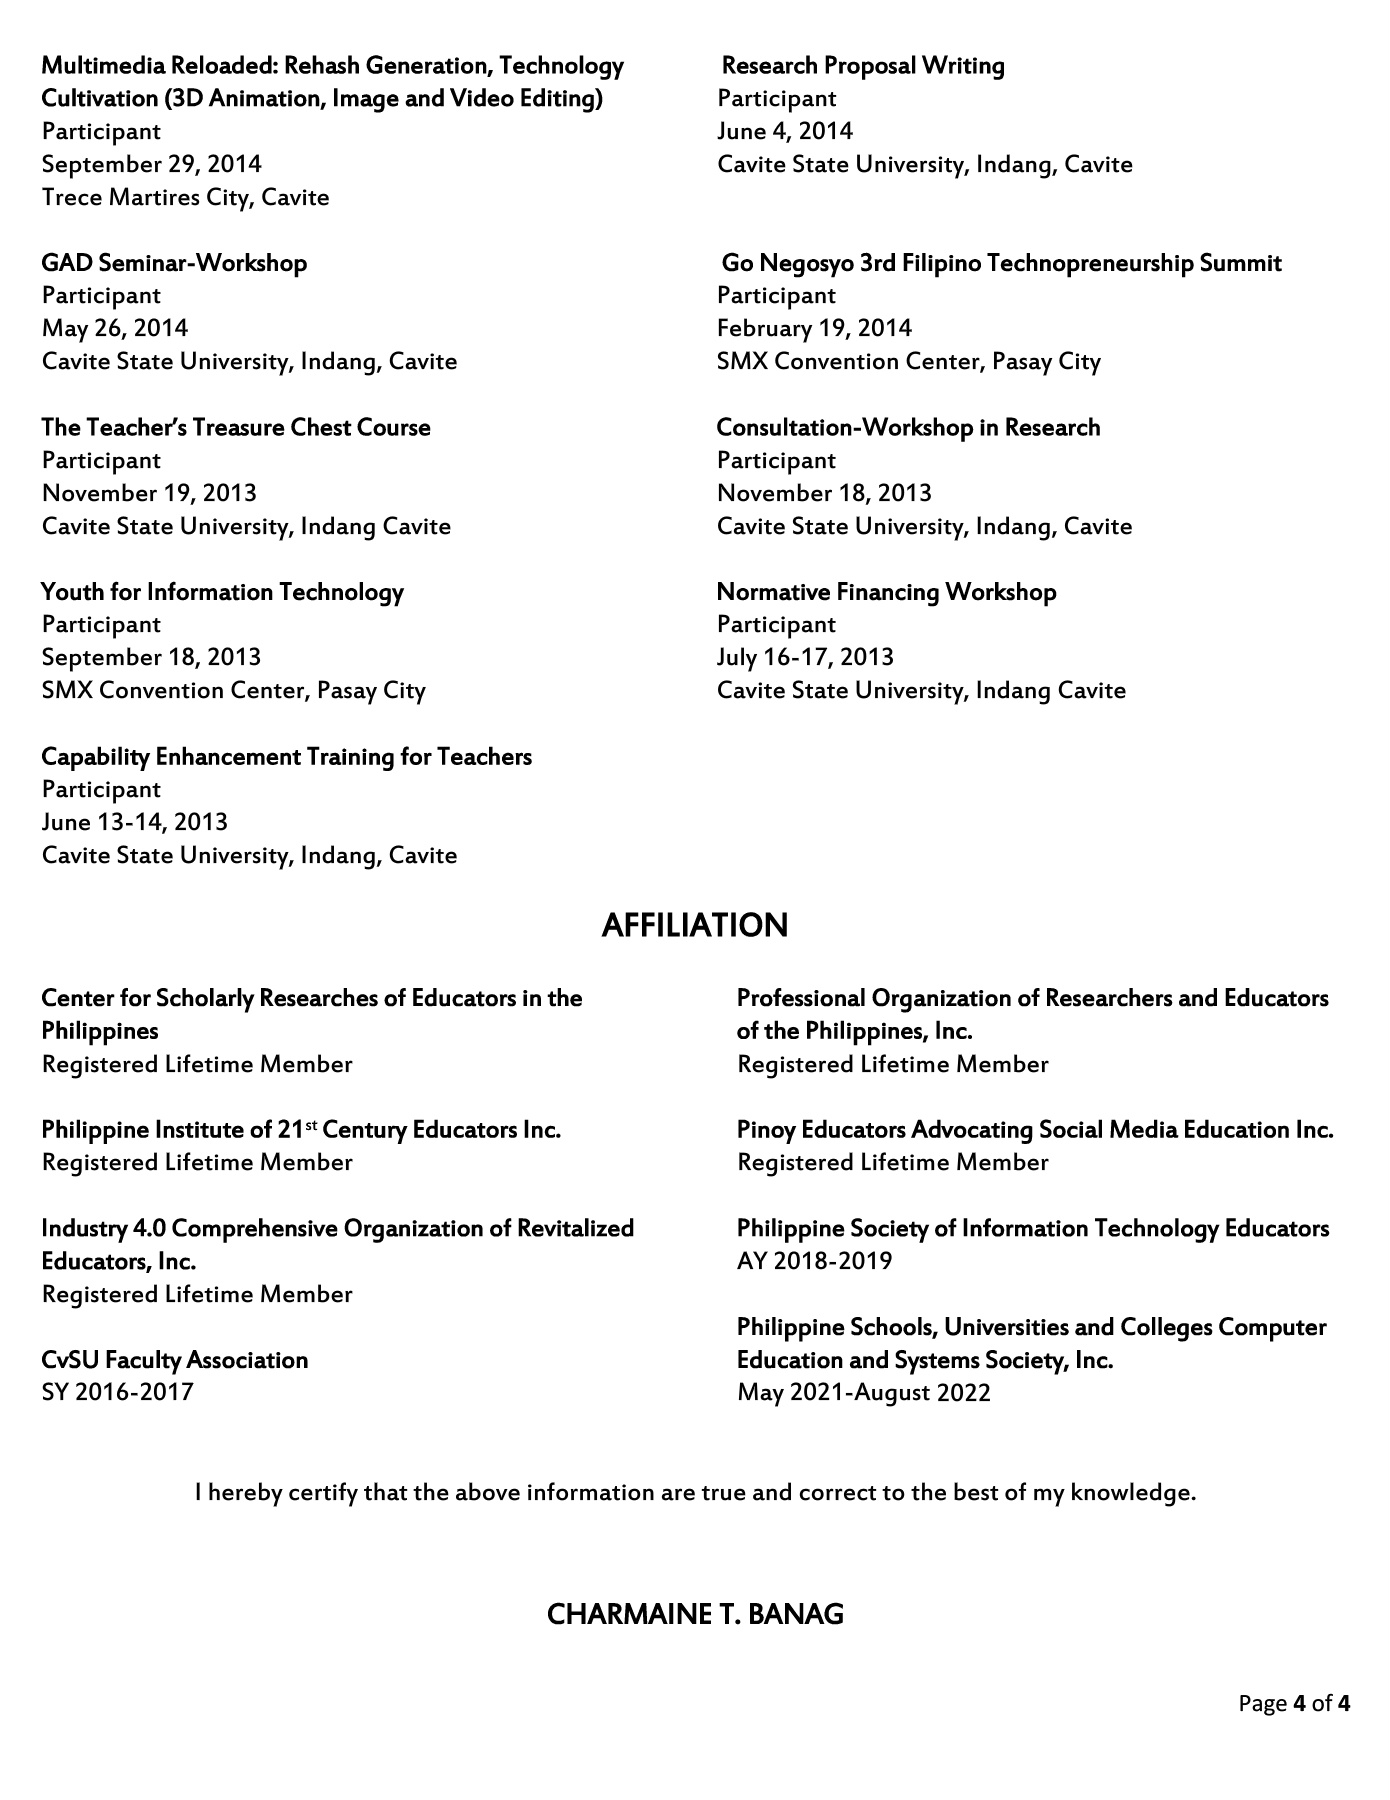 Multimedia Reloaded: Rehash Generation, Technology
Cultivation (3D Animation, Image and Video Editing)
Participant
September 29, 2014
Trece Martires City, Cavite
Research Proposal Writing
Participant
June 4, 2014
Cavite State University, Indang, Cavite
GAD Seminar-Workshop
Participant
May 26, 2014
Cavite State University, Indang, Cavite
Go Negosyo 3rd Filipino Technopreneurship Summit
Participant
February 19, 2014
SMX Convention Center, Pasay City
The Teacher’s Treasure Chest Course
Participant
November 19, 2013
Cavite State University, Indang Cavite
Consultation-Workshop in Research
Participant
November 18, 2013
Cavite State University, Indang, Cavite
Youth for Information Technology
Participant
September 18, 2013
SMX Convention Center, Pasay City
Normative Financing Workshop
Participant
July 16-17, 2013
Cavite State University, Indang Cavite
Capability Enhancement Training for Teachers
Participant
June 13-14, 2013
Cavite State University, Indang, Cavite
AFFILIATION
Center for Scholarly Researches of Educators in the
Philippines
Registered Lifetime Member
Philippine Institute of 21st Century Educators Inc.
Registered Lifetime Member
Industry 4.0 Comprehensive Organization of Revitalized
Educators, Inc.
Registered Lifetime Member
CvSU Faculty Association
SY 2016-2017
Professional Organization of Researchers and Educators
of the Philippines, Inc.
Registered Lifetime Member
Pinoy Educators Advocating Social Media Education Inc.
Registered Lifetime Member
Philippine Society of Information Technology Educators
AY 2018-2019
Philippine Schools, Universities and Colleges Computer
Education and Systems Society, Inc.
May 2021-August 2022
I hereby certify that the above information are true and correct to the best of my knowledge.
CHARMAINE T. BANAG
Page 4 of 4